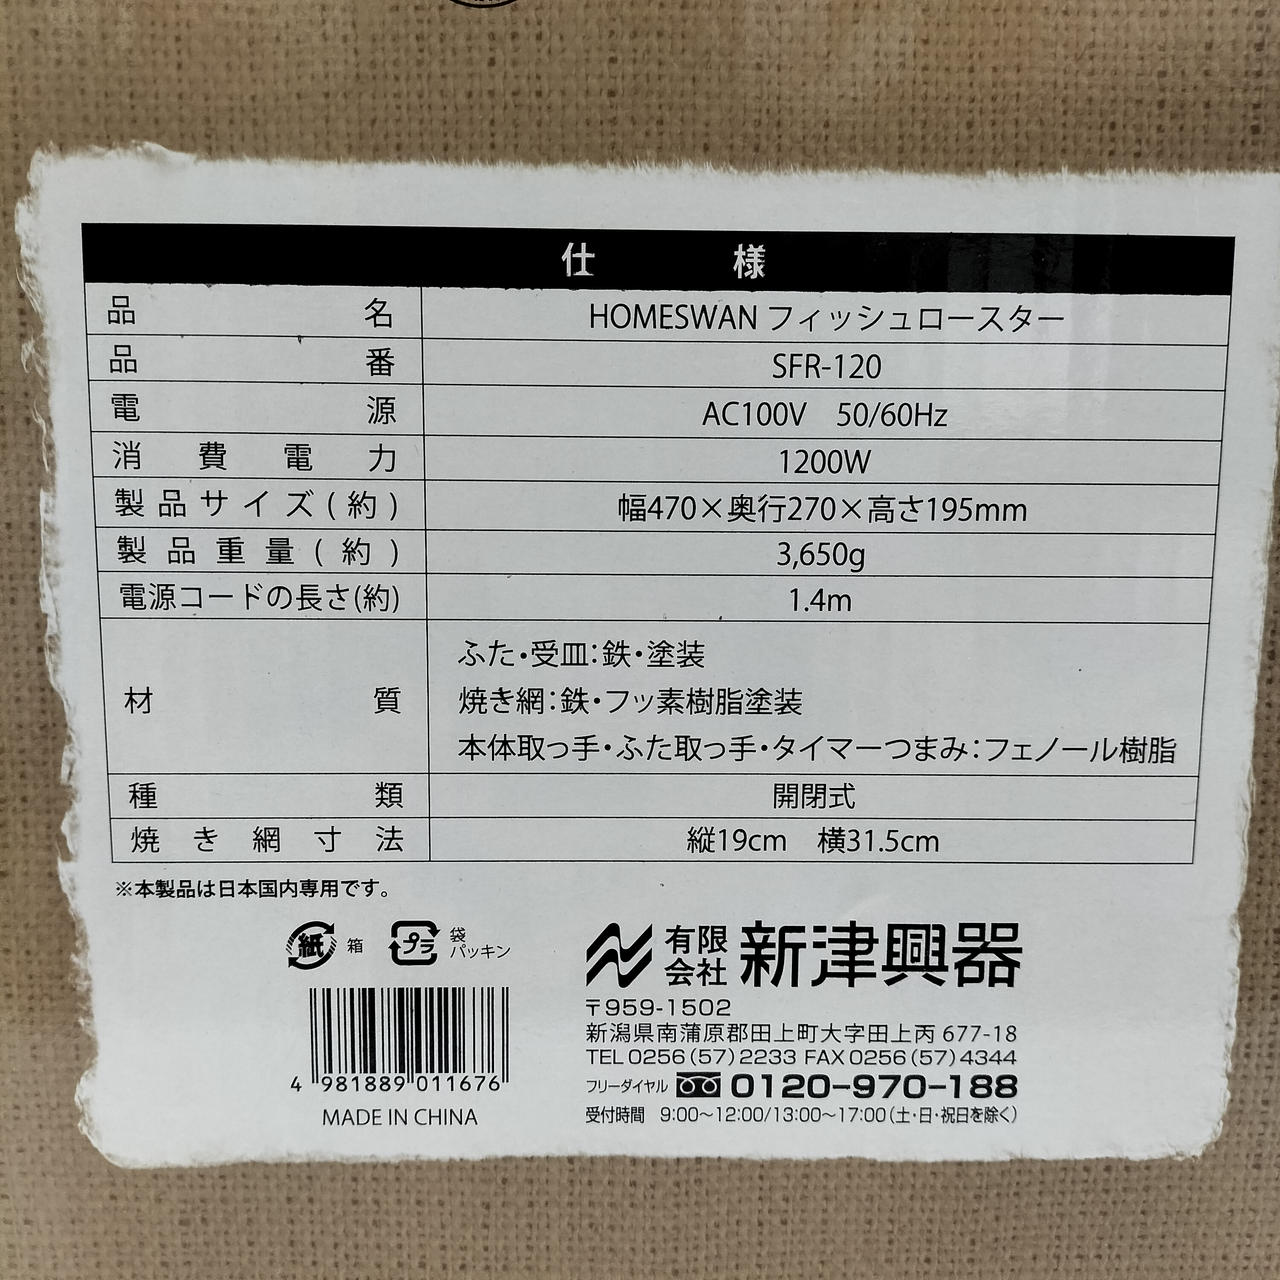 仕様
品名 HOMESWAN フィッシュロースター
品番 SFR-120
電源 AC100V 50/60Hz
消費電力 1200W
製品サイズ(約) 幅470×奥行270×高さ195mm
製品重量(約) 3,650g
電源コードの長さ(約) 1.4m
材質 ふた・受皿:鉄・塗装
焼き網:鉄・フッ素樹脂塗装
本体取っ手・ふた取っ手・タイマーつまみ:フェノール樹脂
種類 開閉式
焼き網寸法 縦19cm 横31.5cm
※本製品は日本国内専用です。
紙 箱 プラ 袋 パッキン
有限会社 新津興器
〒959-1502
新潟県南蒲原郡田上町大字田上丙 677-18
TEL 0256(57)2233 FAX 0256(57)4344
フリーダイヤル 0120-970-188
受付時間 9:00〜12:00/13:00〜17:00(土・日・祝日を除く)
4 981889 011676
MADE IN CHINA